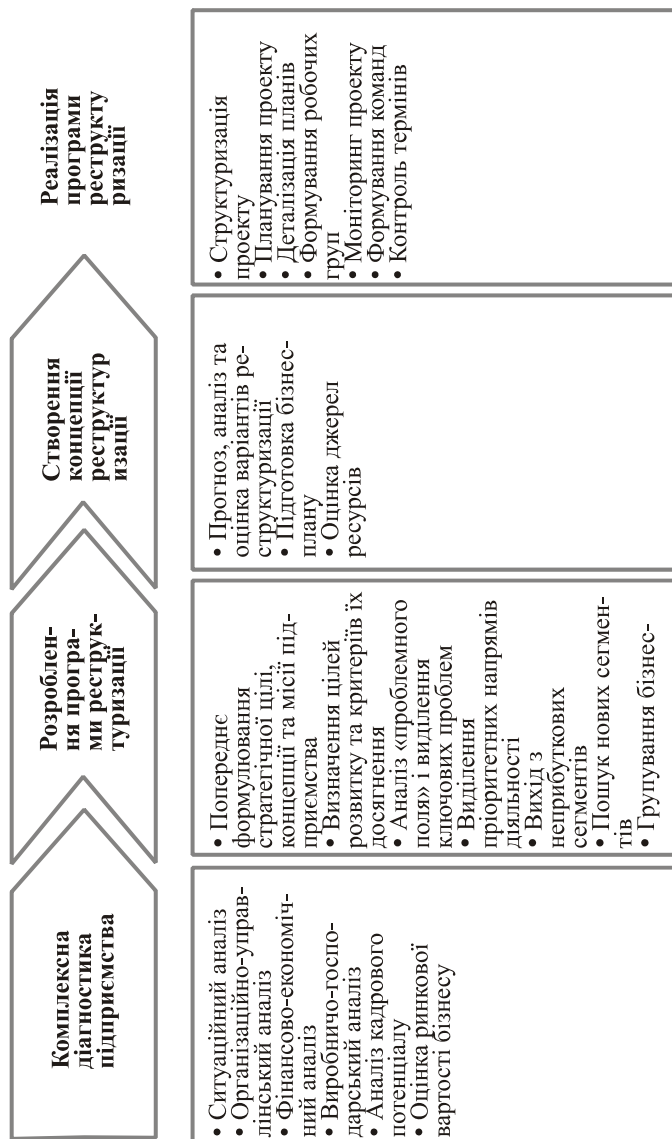 Комплексна
діагностика
підприємства
Розроблен-
ня програ-
ми реструк-
туризації
Створення
концепції
реструктур
изації
Реалізація
програми
реструкту
ризації
• Ситуаційний аналіз
• Організаційно-управ-
лінський аналіз
• Фінансово-економіч-
ний аналіз
• Виробничо-госпо-
дарський аналіз
• Аналіз кадрового
потенціалу
• Оцінка ринкової
вартості бізнесу
• Попереднє
формулювання
стратегічної цілі,
концепції та місії під-
приємства
• Визначення цілей
розвитку та критеріїв їх
досягнення
• Аналіз «проблемного
поля» і виділення
ключових проблем
• Виділення
пріоритетних напрямів
діяльності
• Вихід з
неприбуткових
сегментів
• Пошук нових сегмен-
тів
• Групування бізнес-
• Прогноз, аналіз та
оцінка варіантів ре-
структуризації
• Підготовка бізнес-
плану
• Оцінка джерел
ресурсів
• Структуризація
проекту
• Планування проекту
• Деталізація планів
• Формування робочих
груп
• Моніторинг проекту
• Формування команд
• Контроль термінів